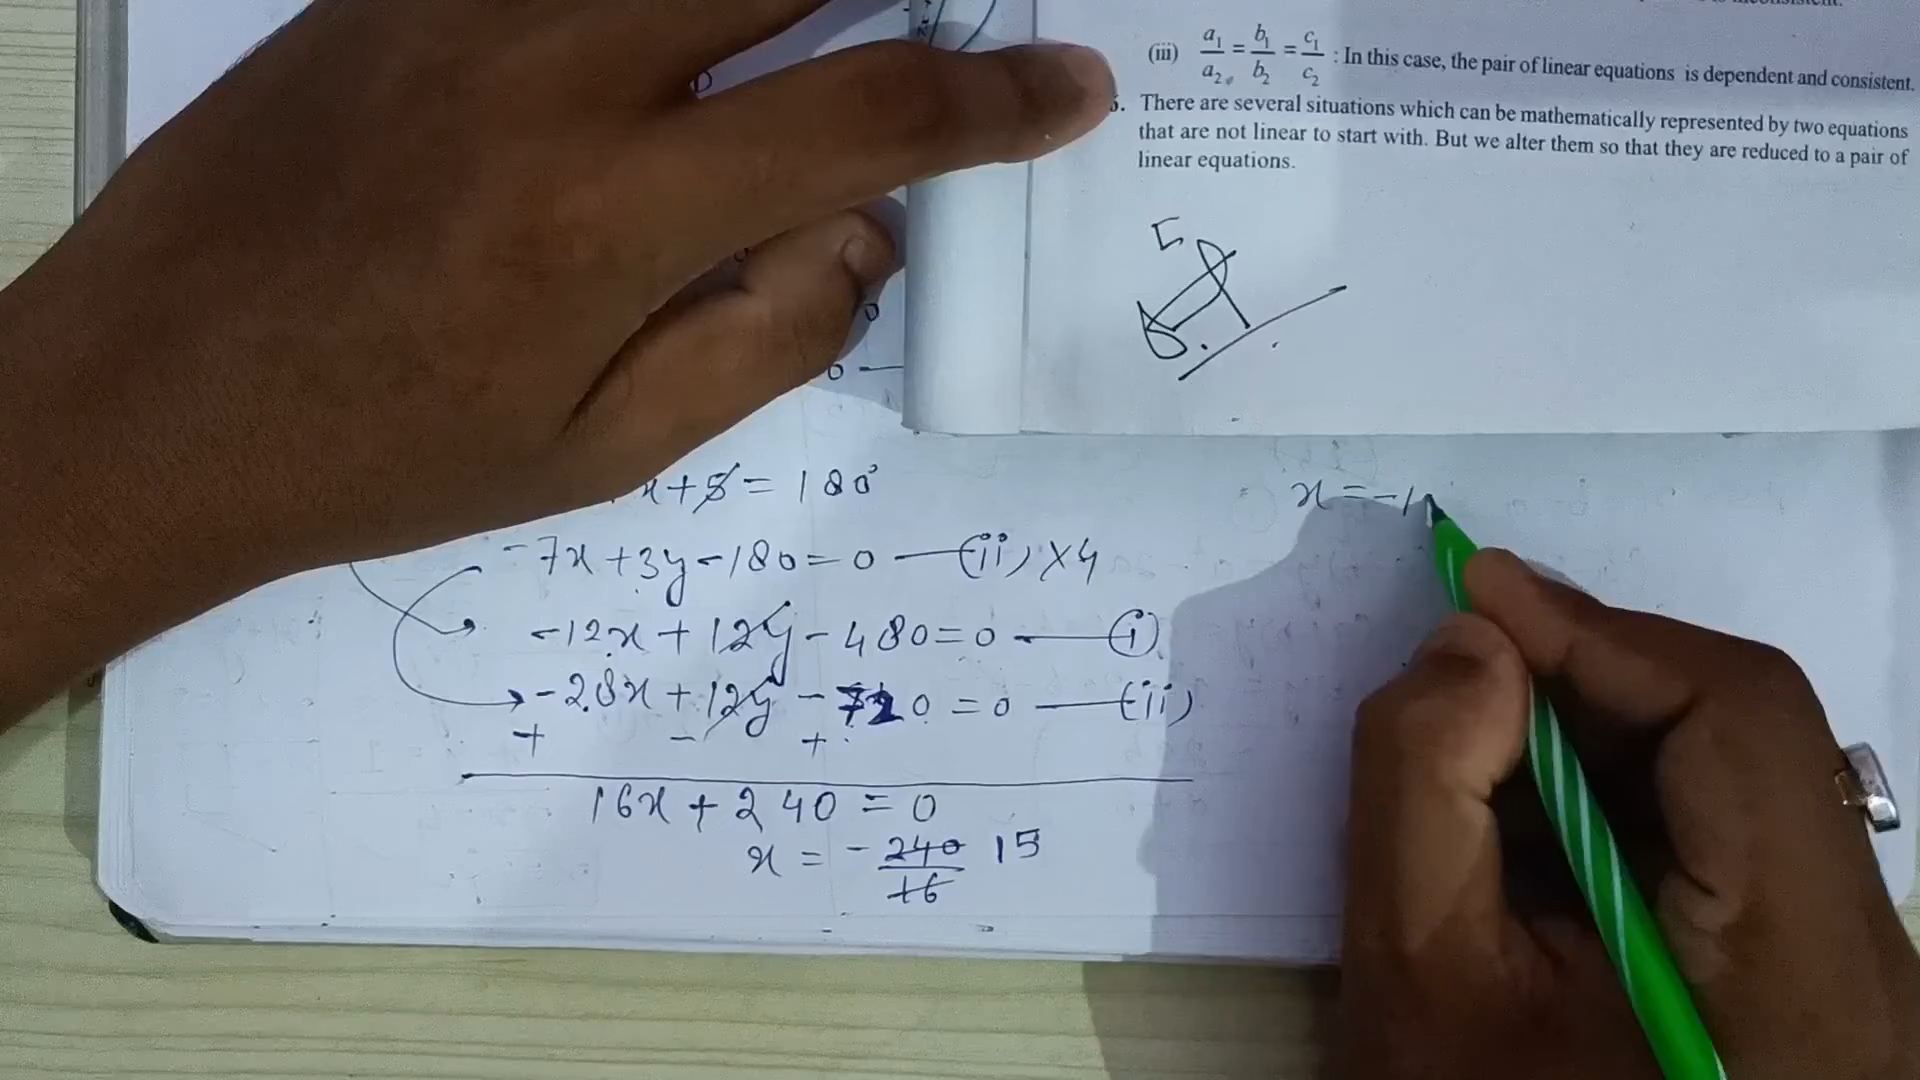 (iii) a₁/a₂ = b₁/b₂ = c₁/c₂ : In this case, the pair of linear equations is dependent and consistent.
There are several situations which can be mathematically represented by two equations
that are not linear to start with. But we alter them so that they are reduced to a pair of
linear equations.
x + 5 = 180°
-7x + 3y - 180 = 0 — (ii) × 4
-12x + 12y - 480 = 0 — (i)
-28x + 12y - 720 = 0 — (ii)
+ - +
16x + 240 = 0
x = - 240/16 15
x = -1